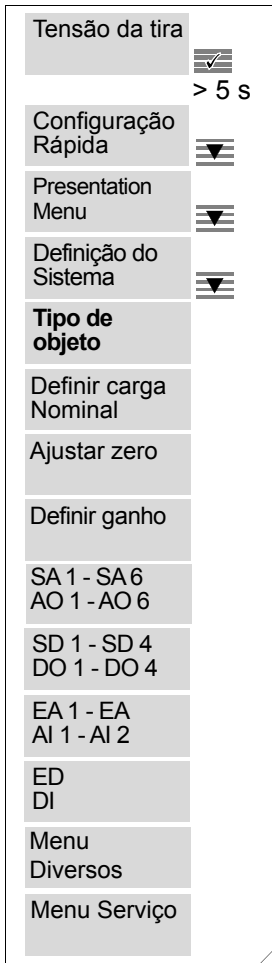 Tensão da tira
> 5 s
Configuração
Rápida
Presentation
Menu
Definição do
Sistema
Tipo de
objeto
Definir carga
Nominal
Ajustar zero
Definir ganho
SA 1 - SA 6
AO 1 - AO 6
SD 1 - SD 4
DO 1 - DO 4
EA 1 - EA
AI 1 - AI 2
ED
DI
Menu
Diversos
Menu Serviço